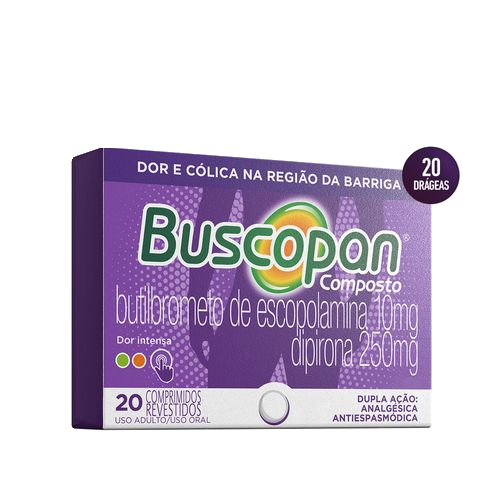 20
DRÁGEAS
DOR E CÓLICA NA REGIÃO DA BARRIGA
Buscopan®
Composto
butilbrometo de escopolamina 10mg
dipirona 250mg
Dor intensa
20 COMPRIMIDOS
REVESTIDOS
USO ADULTO/USO ORAL
DUPLA AÇÃO:
ANALGÉSICA
ANTIESPASMÓDICA